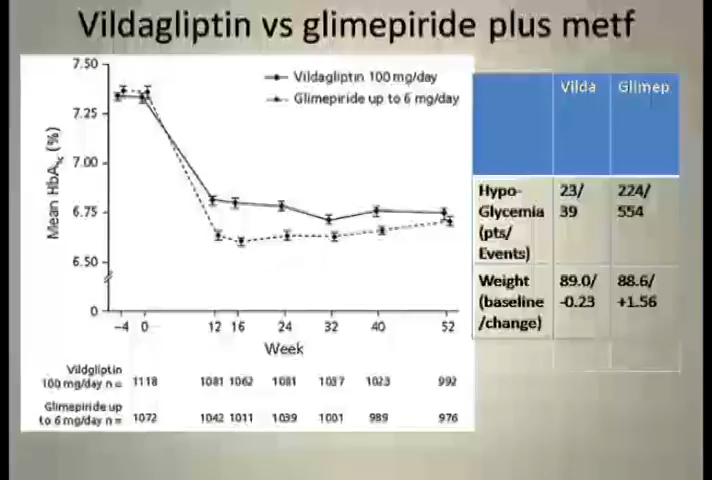 Vildagliptin vs glimepiride plus metf
7.50
7.25
7.00
6.75
6.50
0
Mean HbA1c (%)
Vildagliptin 100 mg/day
Glimepiride up to 6 mg/day
-4 0 12 16 24 32 40 52
Week
Vildgliptin
100 mg/day n = 1118 1081 1062 1081 1037 1023 992
Glimepiride up
to 6 mg/day n = 1072 1042 1011 1039 1001 989 976
Vilda Glimep
Hypo- 23/ 224/
Glycemia 39 554
(pts/
Events)
Weight 89.0/ 88.6/
(baseline -0.23 +1.56
/change)